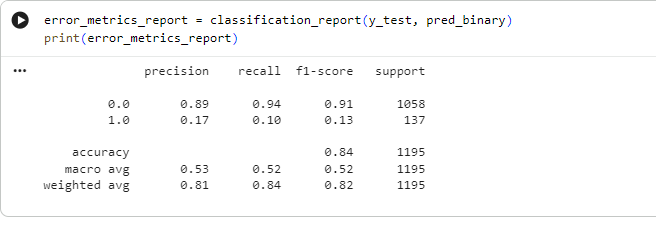 error_metrics_report = classification_report(y_test, pred_binary)
print(error_metrics_report)
precision recall f1-score support
0.0 0.89 0.94 0.91 1058
1.0 0.17 0.10 0.13 137
accuracy 0.84 1195
macro avg 0.53 0.52 0.52 1195
weighted avg 0.81 0.84 0.82 1195